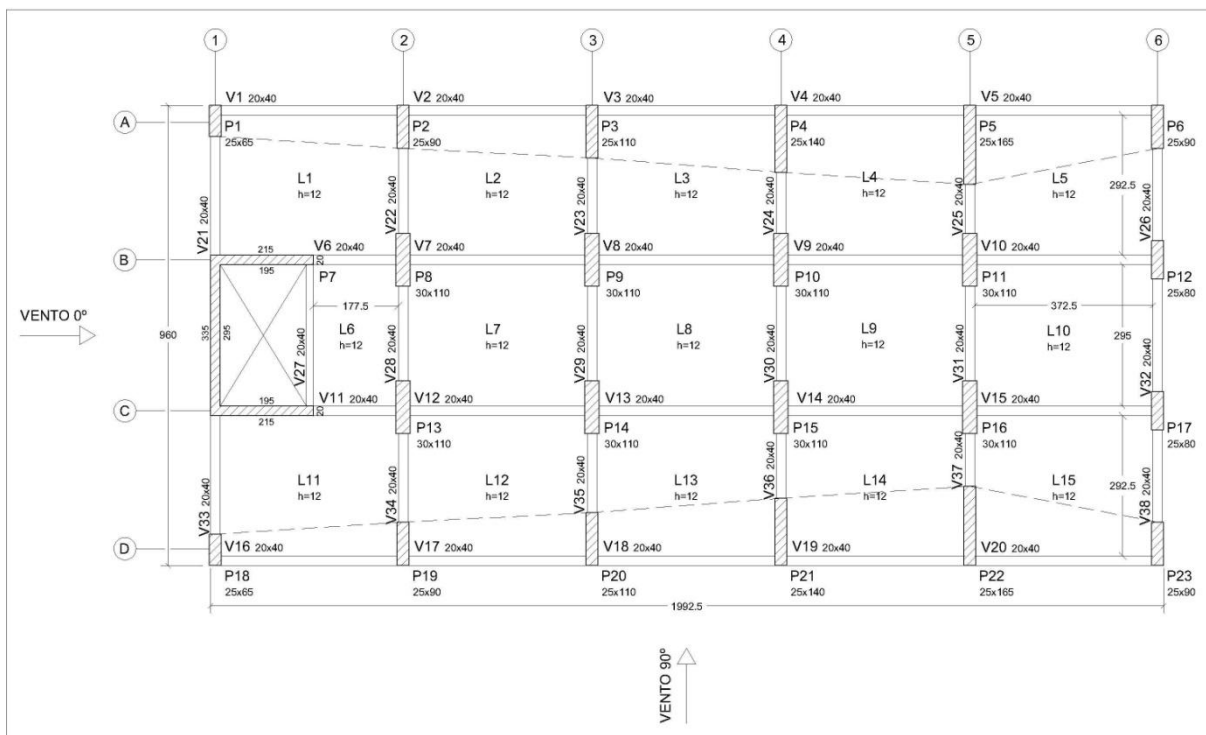 1 2 3 4 5 6
V1 20x40 V2 20x40 V3 20x40 V4 20x40 V5 20x40
A
P1 P2 P3 P4 P5 P6
25x65 25x90 25x110 25x140 25x165 25x90
L1 L2 L3 L4 L5
h=12 h=12 h=12 h=12 h=12
292.5
V21 20x40 V22 20x40 V23 20x40 V24 20x40 V25 20x40 V26 20x40
215 V6 20x40 V7 20x40 V8 20x40 V9 20x40 V10 20x40
B
195 20 P7 P8 P9 P10 P11 P12
30x110 30x110 30x110 30x110 25x80
177.5 372.5
VENTO 0º
960 335 295
L6 L7 L8 L9 L10
h=12 h=12 h=12 h=12 h=12
295
V27 20x40 V28 20x40 V29 20x40 V30 20x40 V31 20x40 V32 20x40
195 V11 20x40 V12 20x40 V13 20x40 V14 20x40 V15 20x40
C
215 20 P13 P14 P15 P16 P17
30x110 30x110 30x110 30x110 25x80
L11 L12 L13 L14 L15
h=12 h=12 h=12 h=12 h=12
292.5
V33 20x40 V34 20x40 V35 20x40 V36 20x40 V37 20x40 V38 20x40
D
V16 20x40 V17 20x40 V18 20x40 V19 20x40 V20 20x40
P18 P19 P20 P21 P22 P23
25x65 25x90 25x110 25x140 25x165 25x90
1992.5
VENTO 90º